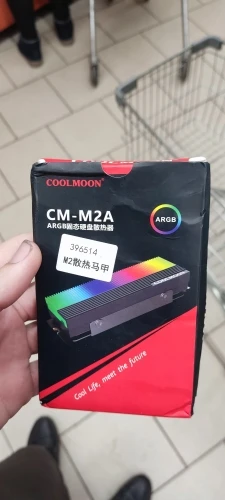 COOLMOON®
CM-M2A
ARGB固态硬盘散热器
ARGB
396514
M2散热马甲
COOLMOON
Cool Life, meet the future